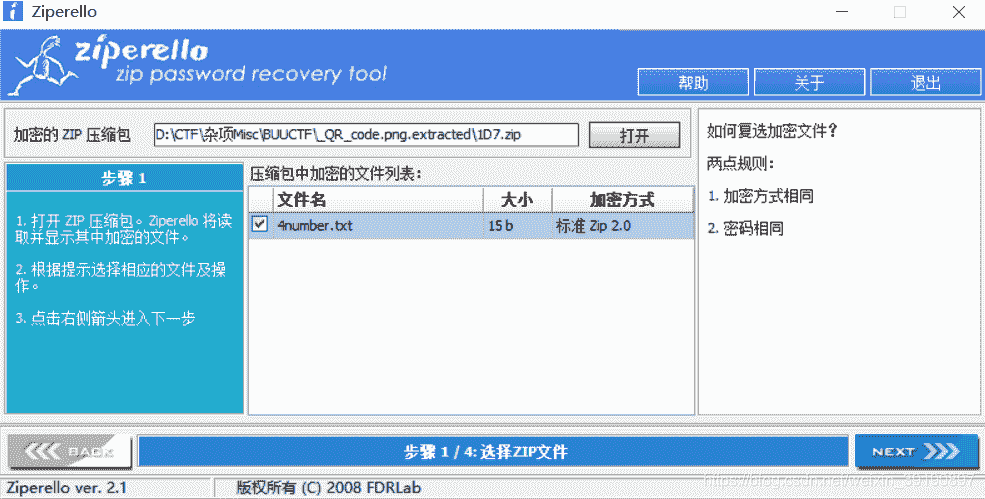 Ziperello
ziperello
zip password recovery tool
帮助 关于 退出
加密的 ZIP 压缩包 D:\CTF\杂项Misc\BUUCTF\_QR_code.png.extracted\1D7.zip 打开
步骤 1
1. 打开 ZIP 压缩包。Ziperello 将读
取并显示其中加密的文件。
2. 根据提示选择相应的文件及操
作。
3. 点击右侧箭头进入下一步
压缩包中加密的文件列表：
文件名 大小 加密方式
4number.txt 15 b 标准 Zip 2.0
如何复选加密文件？
两点规则：
1. 加密方式相同
2. 密码相同
BACK
步骤 1 / 4: 选择ZIP文件
NEXT
Ziperello ver. 2.1 版权所有 (C) 2008 FDRLab